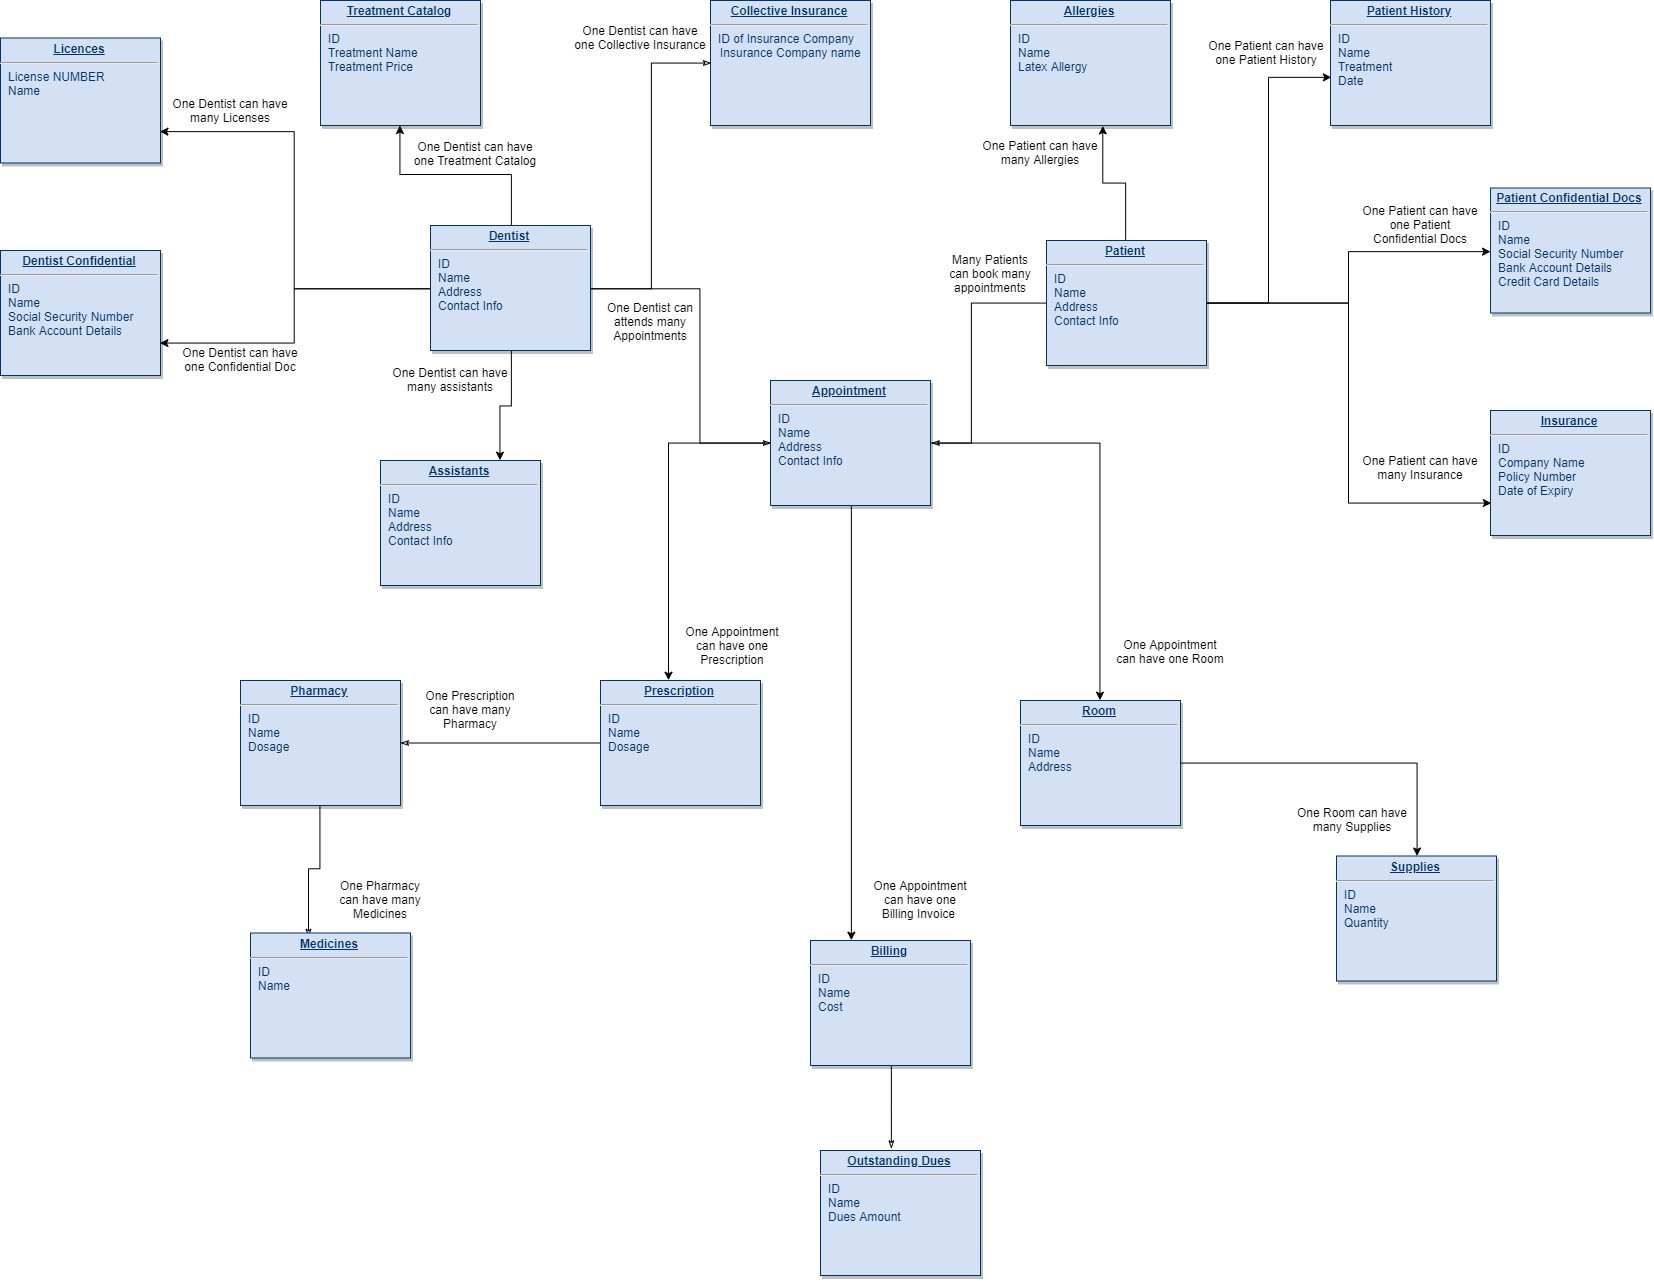 Treatment Catalog
ID
Treatment Name
Treatment Price
Collective Insurance
ID of Insurance Company
Insurance Company name
Allergies
ID
Name
Latex Allergy
Patient History
ID
Name
Treatment
Date
Licences
License NUMBER
Name
One Dentist can have
one Collective Insurance
One Patient can have
one Patient History
One Dentist can have
many Licenses
One Dentist can have
one Treatment Catalog
One Patient can have
many Allergies
Patient Confidential Docs
ID
Name
Social Security Number
Bank Account Details
Credit Card Details
One Patient can have
one Patient
Confidential Docs
Dentist
ID
Name
Address
Contact Info
Patient
ID
Name
Address
Contact Info
Dentist Confidential
ID
Name
Social Security Number
Bank Account Details
Many Patients
can book many
appointments
One Dentist can
attends many
Appointments
One Dentist can have
one Confidential Doc
One Dentist can have
many assistants
Appointment
ID
Name
Address
Contact Info
Insurance
ID
Company Name
Policy Number
Date of Expiry
One Patient can have
many Insurance
Assistants
ID
Name
Address
Contact Info
One Appointment
can have one
Prescription
One Appointment
can have one Room
Pharmacy
ID
Name
Dosage
One Prescription
can have many
Pharmacy
Prescription
ID
Name
Dosage
Room
ID
Name
Address
One Room can have
many Supplies
Supplies
ID
Name
Quantity
One Pharmacy
can have many
Medicines
One Appointment
can have one
Billing Invoice
Medicines
ID
Name
Billing
ID
Name
Cost
Outstanding Dues
ID
Name
Dues Amount